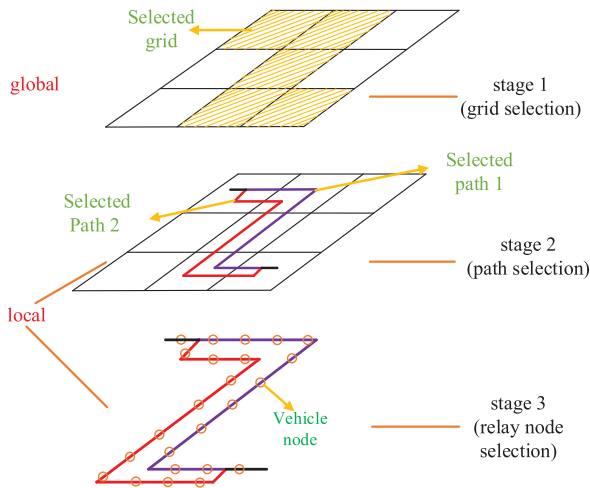 Selected
grid
global
stage 1
(grid selection)
Selected
path 1
Selected
Path 2
stage 2
(path selection)
local
Vehicle
node
stage 3
(relay node
selection)